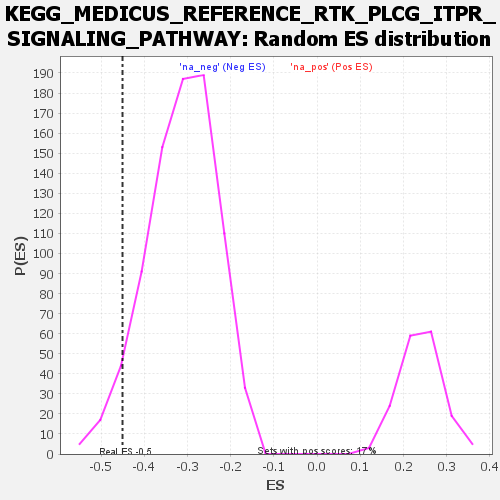 KEGG_MEDICUS_REFERENCE_RTK_PLCG_ITPR_
SIGNALING_PATHWAY: Random ES distribution
'na_neg' (Neg ES) 'na_pos' (Pos ES)
190
180
170
160
150
140
130
120
110
100
90
80
70
60
50
40
30
20
10
0
P(ES)
Real ES -0.5 Sets with pos scores: 17%
-0.5 -0.4 -0.3 -0.2 -0.1 0.0 0.1 0.2 0.3 0.4
ES